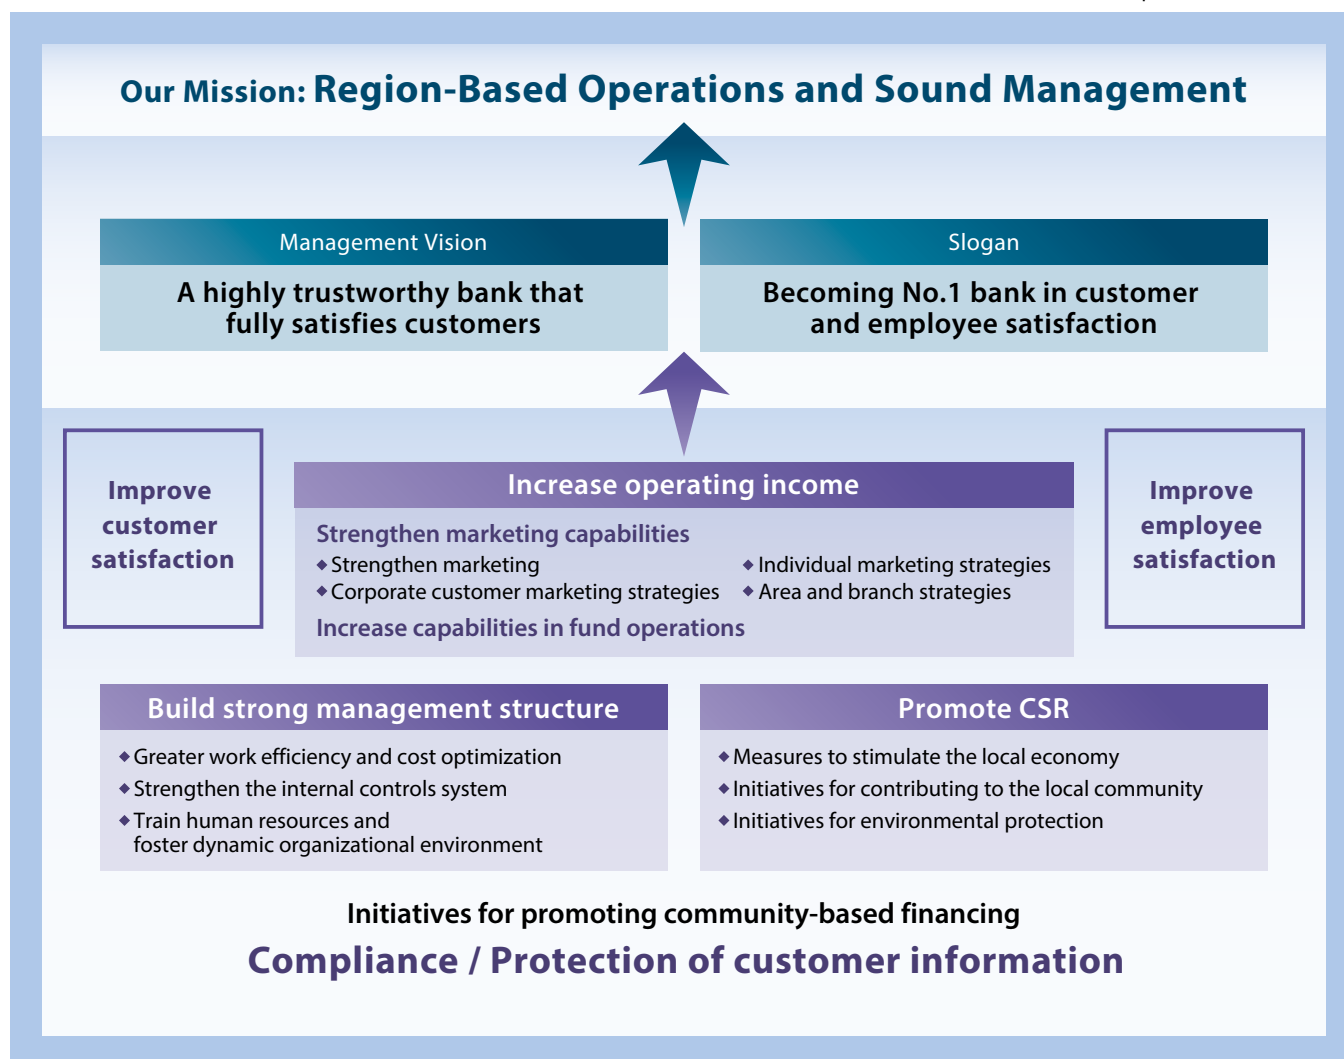 Our Mission: Region-Based Operations and Sound Management
Management Vision
A highly trustworthy bank that
fully satisfies customers
Slogan
Becoming No.1 bank in customer
and employee satisfaction
Improve
customer
satisfaction
Increase operating income
Strengthen marketing capabilities
◆ Strengthen marketing
◆ Corporate customer marketing strategies
◆ Individual marketing strategies
◆ Area and branch strategies
Increase capabilities in fund operations
Improve
employee
satisfaction
Build strong management structure
◆ Greater work efficiency and cost optimization
◆ Strengthen the internal controls system
◆ Train human resources and
foster dynamic organizational environment
Promote CSR
◆ Measures to stimulate the local economy
◆ Initiatives for contributing to the local community
◆ Initiatives for environmental protection
Initiatives for promoting community-based financing
Compliance / Protection of customer information